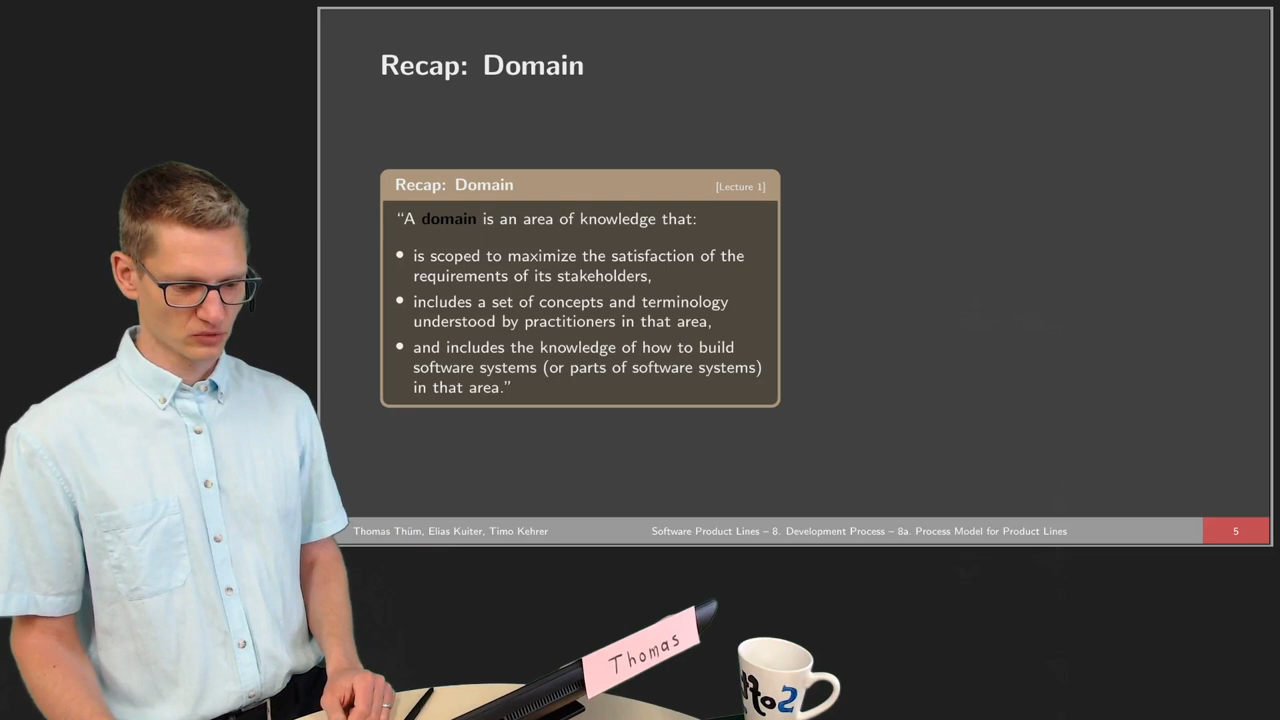 Recap: Domain
Recap: Domain [Lecture 1]
“A domain is an area of knowledge that:
• is scoped to maximize the satisfaction of the
requirements of its stakeholders,
• includes a set of concepts and terminology
understood by practitioners in that area,
• and includes the knowledge of how to build
software systems (or parts of software systems)
in that area.”
Thomas Thüm, Elias Kuiter, Timo Kehrer
Software Product Lines – 8. Development Process – 8a. Process Model for Product Lines
5
Thomas